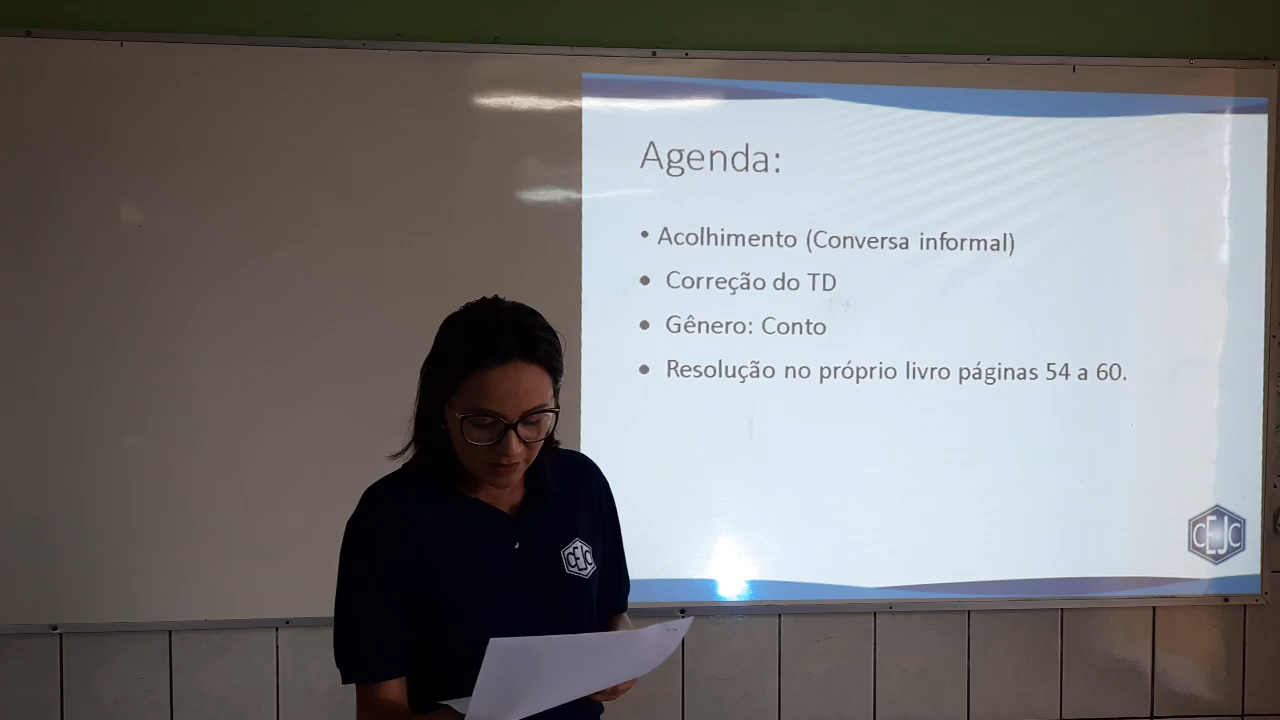 Agenda:
• Acolhimento (Conversa informal)
• Correção do TD
• Gênero: Conto
• Resolução no próprio livro páginas 54 a 60.
CEJC
CEJC